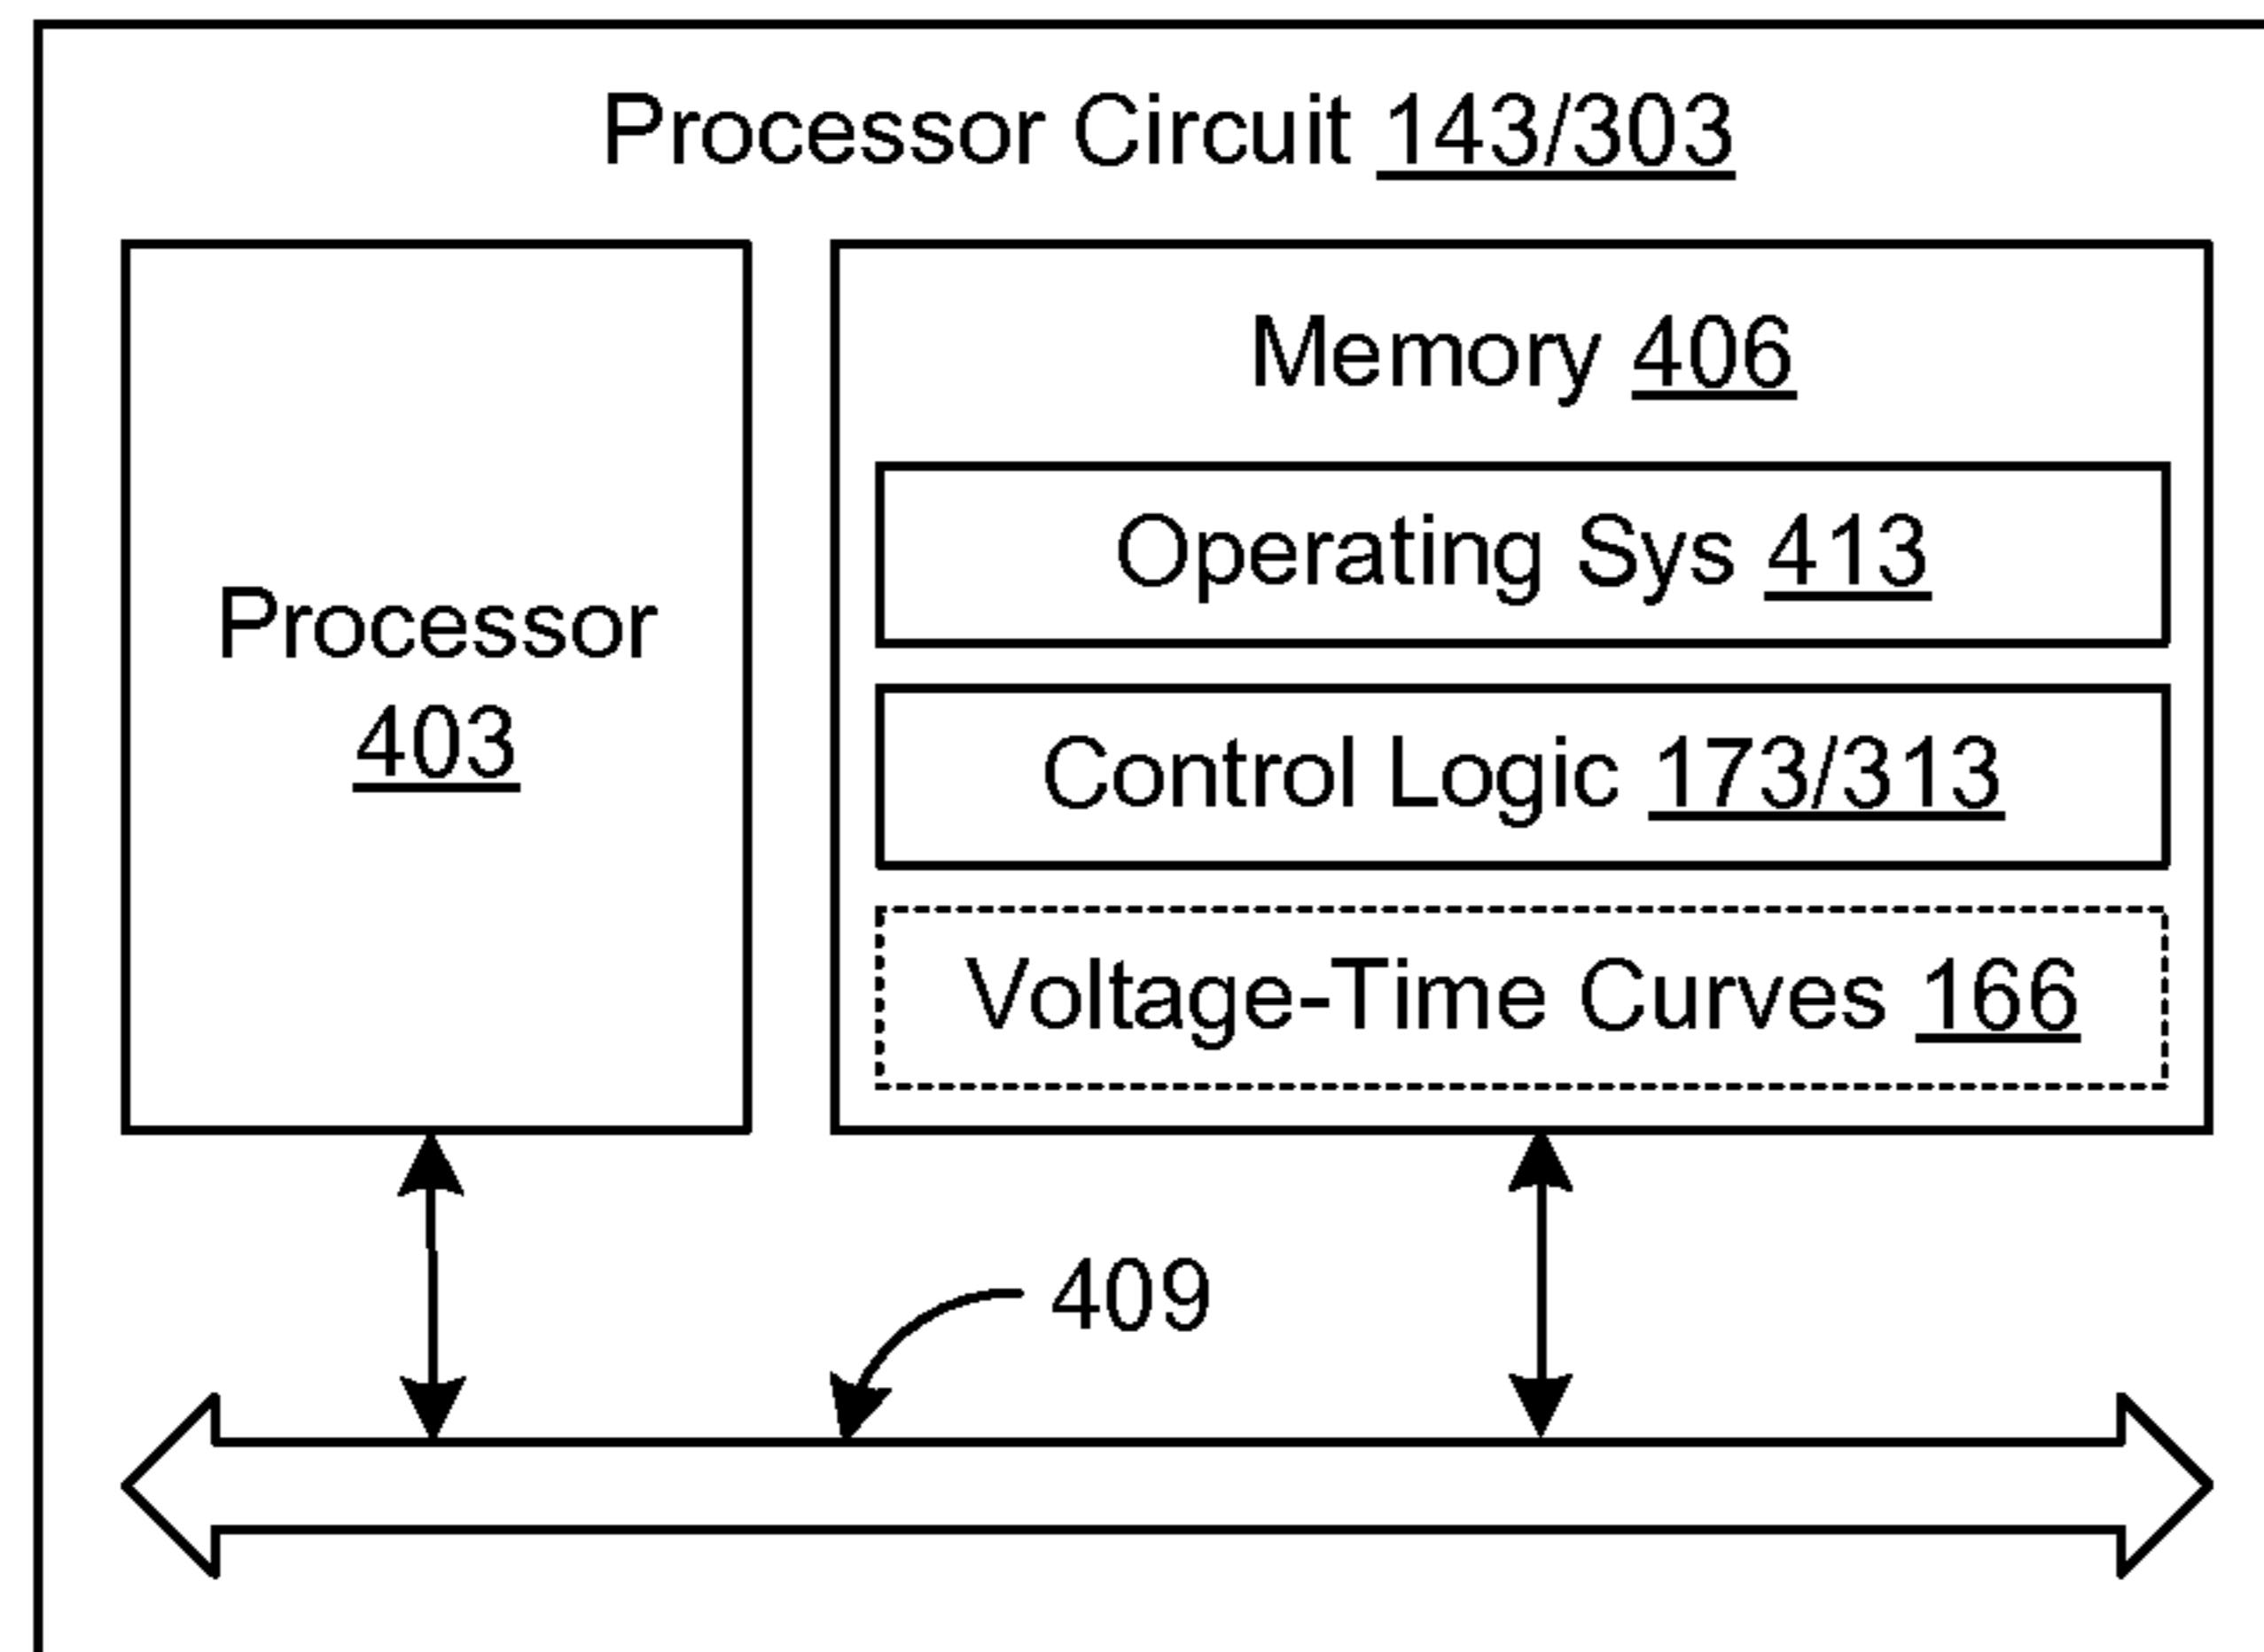 Processor Circuit 143/303
Processor
403
Memory 406
Operating Sys 413
Control Logic 173/313
Voltage-Time Curves 166
409